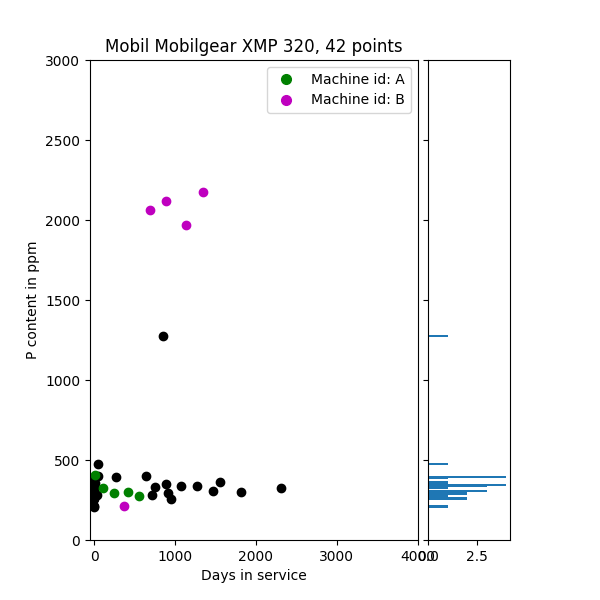 Mobil Mobilgear XMP 320, 42 points
Machine id: A
Machine id: B
P content in ppm
3000
2500
2000
1500
1000
500
0
0 1000 2000 3000 4000
0.0 2.5
Days in service